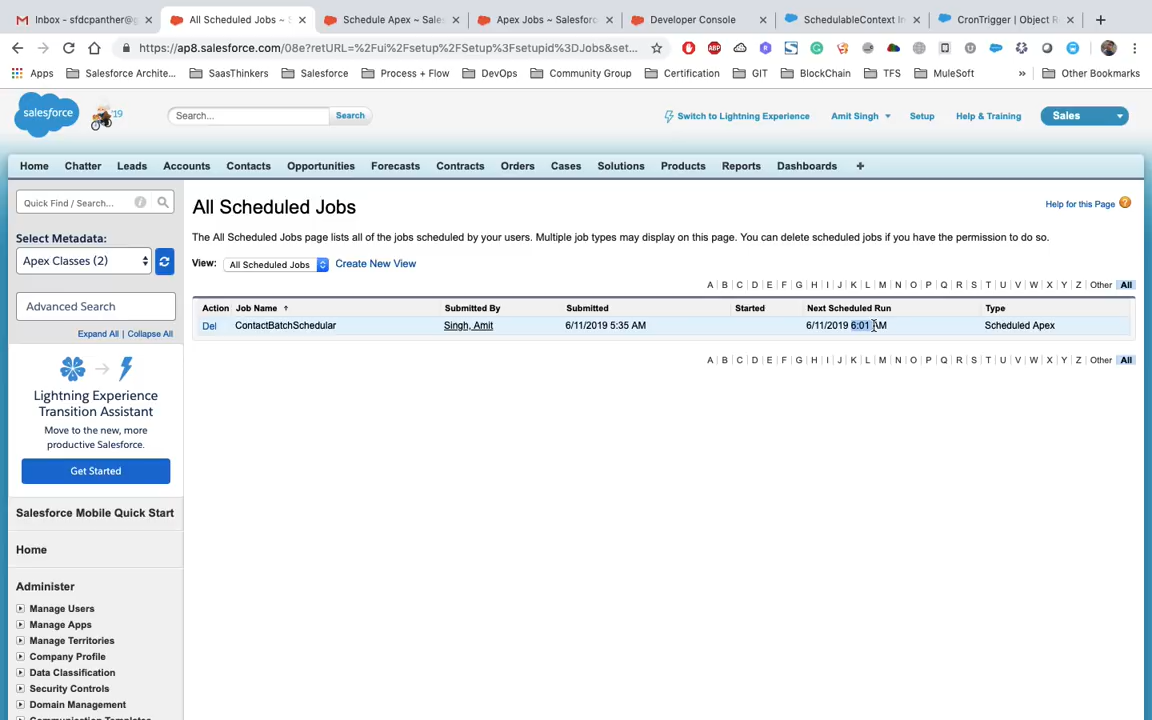 Inbox - sfdcpanther@g
All Scheduled Jobs ~ S
Schedule Apex ~ Sales
Apex Jobs ~ Salesforc
Developer Console
SchedulableContext In
CronTrigger | Object R
https://ap8.salesforce.com/08e?retURL=%2Fui%2Fsetup%2FSetup%3Fsetupid%3DJobs&set...
Apps
Salesforce Archite...
SaasThinkers
Salesforce
Process + Flow
DevOps
Community Group
Certification
GIT
BlockChain
TFS
MuleSoft
»
Other Bookmarks
salesforce
'19
Search...
Search
Switch to Lightning Experience
Amit Singh
Setup
Help & Training
Sales
Home
Chatter
Leads
Accounts
Contacts
Opportunities
Forecasts
Contracts
Orders
Cases
Solutions
Products
Reports
Dashboards
+
Quick Find / Search...
Select Metadata:
Apex Classes (2)
Advanced Search
Expand All | Collapse All
Lightning Experience
Transition Assistant
Move to the new, more
productive Salesforce.
Get Started
Salesforce Mobile Quick Start
Home
Administer
Manage Users
Manage Apps
Manage Territories
Company Profile
Data Classification
Security Controls
Domain Management
Communication Templates
All Scheduled Jobs
Help for this Page
The All Scheduled Jobs page lists all of the jobs scheduled by your users. Multiple job types may display on this page. You can delete scheduled jobs if you have the permission to do so.
View: All Scheduled Jobs Create New View
A | B | C | D | E | F | G | H | I | J | K | L | M | N | O | P | Q | R | S | T | U | V | W | X | Y | Z | Other All
Action Job Name ↑ Submitted By Submitted Started Next Scheduled Run Type
Del ContactBatchSchedular Singh, Amit 6/11/2019 5:35 AM 6/11/2019 6:01 AM Scheduled Apex
A | B | C | D | E | F | G | H | I | J | K | L | M | N | O | P | Q | R | S | T | U | V | W | X | Y | Z | Other All